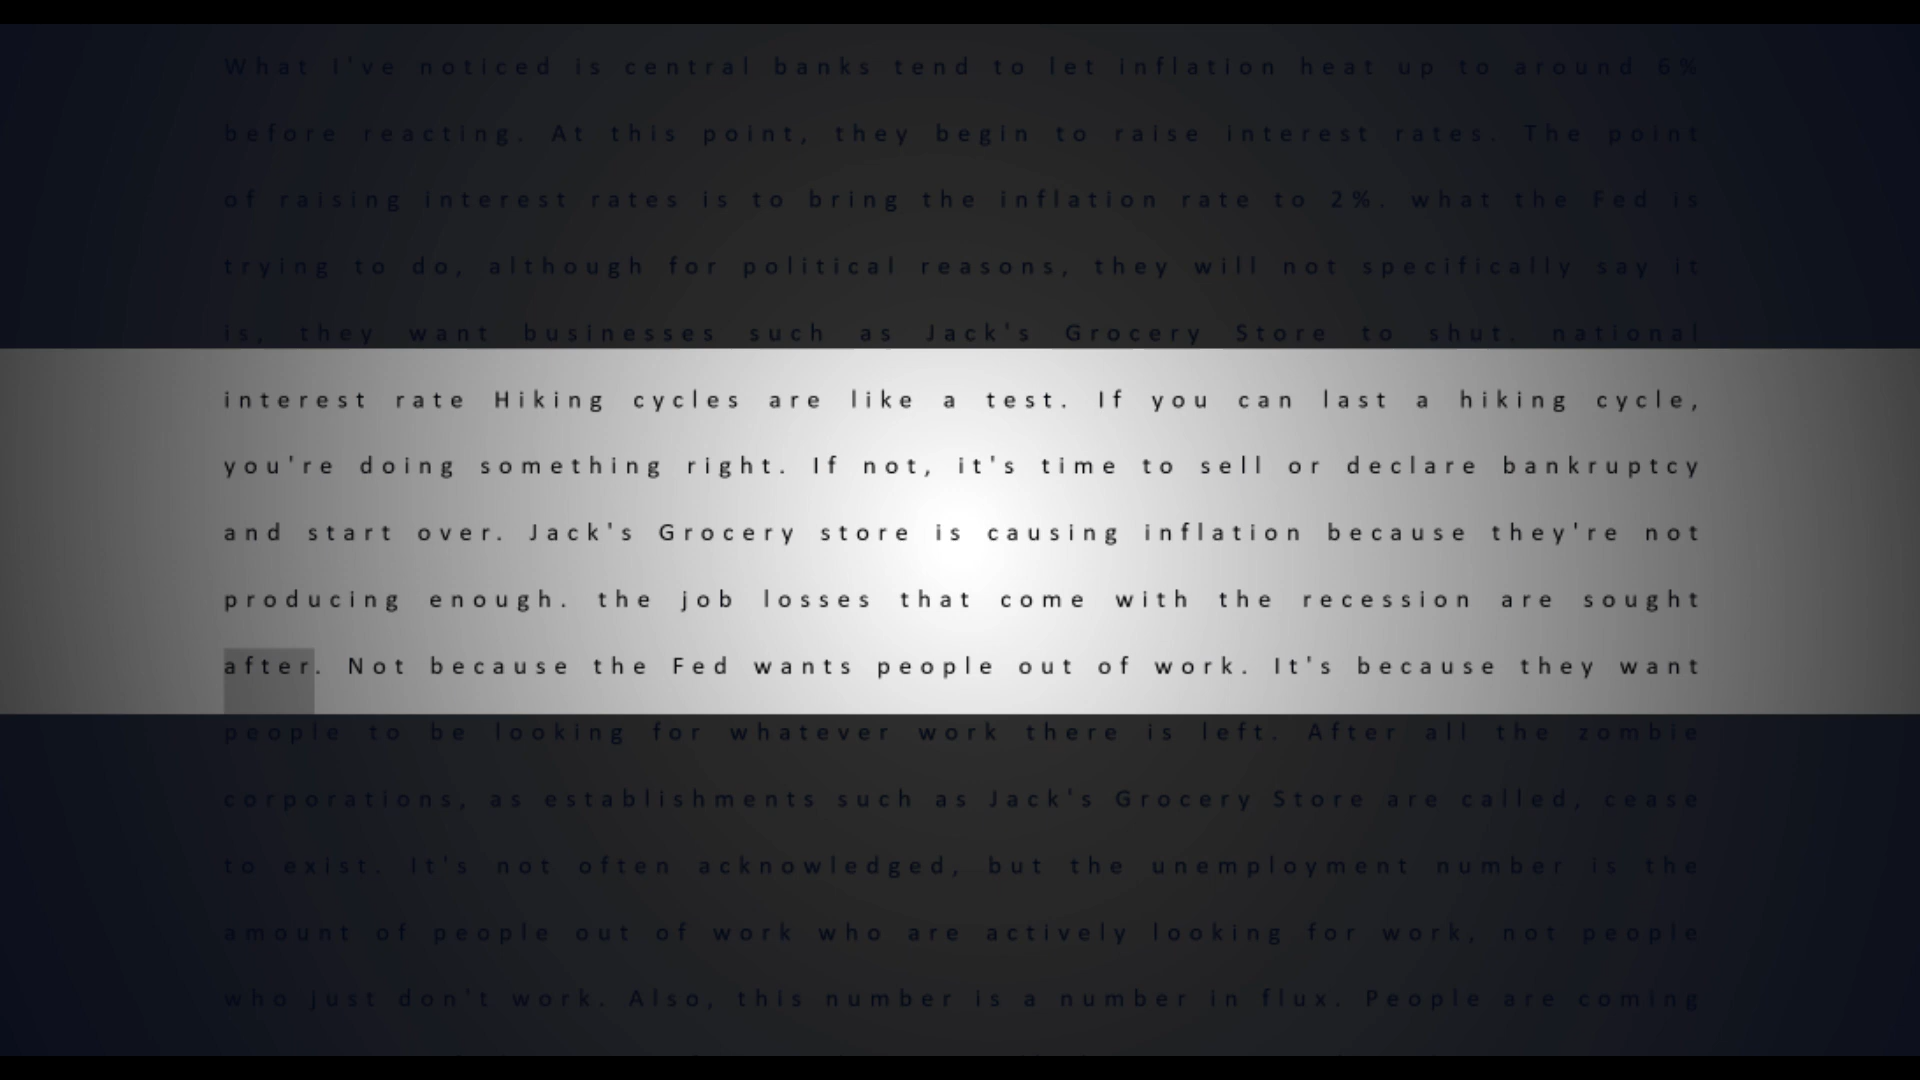 What I've noticed is central banks tend to let inflation heat up to around 6%
before reacting. At this point, they begin to raise interest rates. The point
of raising interest rates is to bring the inflation rate to 2%. what the Fed is
trying to do, although for political reasons, they will not specifically say it
is, they want businesses such as Jack's Grocery Store to shut. national
interest rate Hiking cycles are like a test. If you can last a hiking cycle,
you're doing something right. If not, it's time to sell or declare bankruptcy
and start over. Jack's Grocery store is causing inflation because they're not
producing enough. the job losses that come with the recession are sought
after. Not because the Fed wants people out of work. It's because they want
people to be looking for whatever work there is left. After all the zombie
corporations, as establishments such as Jack's Grocery Store are called, cease
to exist. It's not often acknowledged, but the unemployment number is the
amount of people out of work who are actively looking for work, not people
who just don't work. Also, this number is a number in flux. People are coming